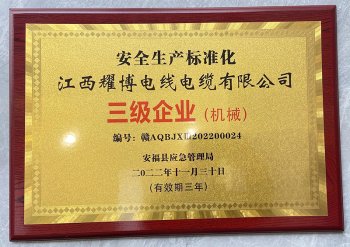 安全生产标准化
江西耀博电线电缆有限公司
三级企业(机械)
编号:赣AQBJXⅢ202200024
安福县应急管理局
二〇二二年十一月三十日
(有效期三年)